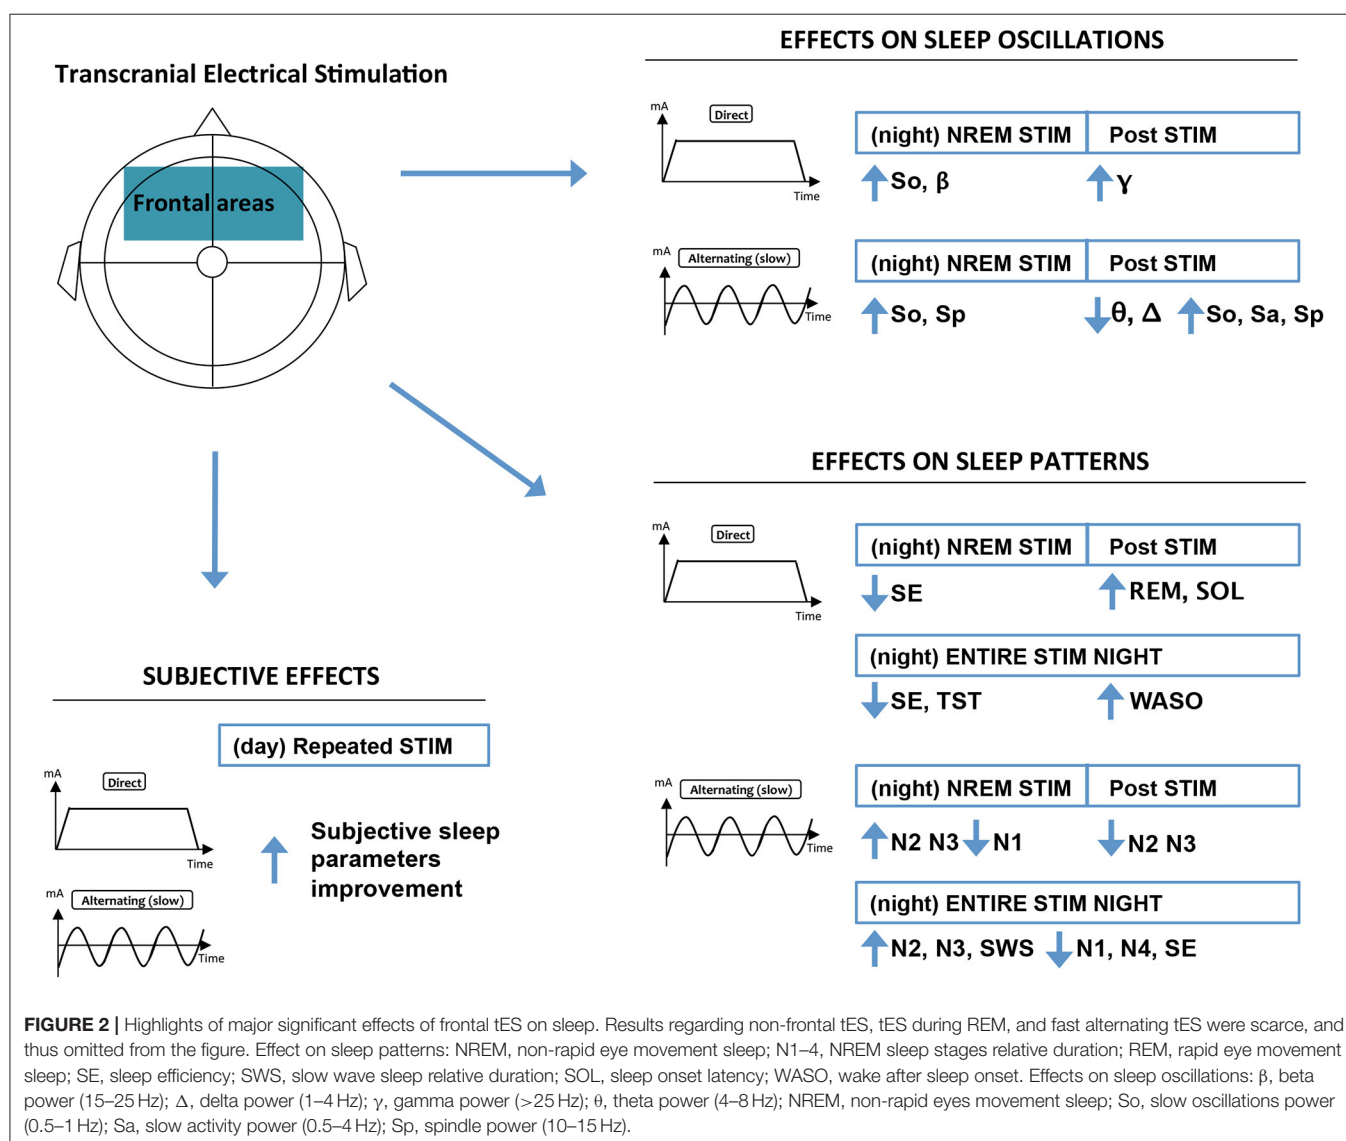 Transcranial Electrical Stimulation
Frontal areas
EFFECTS ON SLEEP OSCILLATIONS
mA
Direct
Time
(night) NREM STIM
Post STIM
So, β
γ
mA
Alternating (slow)
Time
(night) NREM STIM
Post STIM
So, Sp
θ, Δ
So, Sa, Sp
EFFECTS ON SLEEP PATTERNS
mA
Direct
Time
(night) NREM STIM
Post STIM
SE
REM, SOL
(night) ENTIRE STIM NIGHT
SE, TST
WASO
mA
Alternating (slow)
Time
(night) NREM STIM
Post STIM
N2 N3
N1
N2 N3
(night) ENTIRE STIM NIGHT
N2, N3, SWS
N1, N4, SE
SUBJECTIVE EFFECTS
(day) Repeated STIM
mA
Direct
Time
mA
Alternating (slow)
Time
Subjective sleep
parameters
improvement
FIGURE 2 | Highlights of major significant effects of frontal tES on sleep. Results regarding non-frontal tES, tES during REM, and fast alternating tES were scarce, and
thus omitted from the figure. Effect on sleep patterns: NREM, non-rapid eye movement sleep; N1–4, NREM sleep stages relative duration; REM, rapid eye movement
sleep; SE, sleep efficiency; SWS, slow wave sleep relative duration; SOL, sleep onset latency; WASO, wake after sleep onset. Effects on sleep oscillations: β, beta
power (15–25 Hz); Δ, delta power (1–4 Hz); γ, gamma power (>25 Hz); θ, theta power (4–8 Hz); NREM, non-rapid eyes movement sleep; So, slow oscillations power
(0.5–1 Hz); Sa, slow activity power (0.5–4 Hz); Sp, spindle power (10–15 Hz).